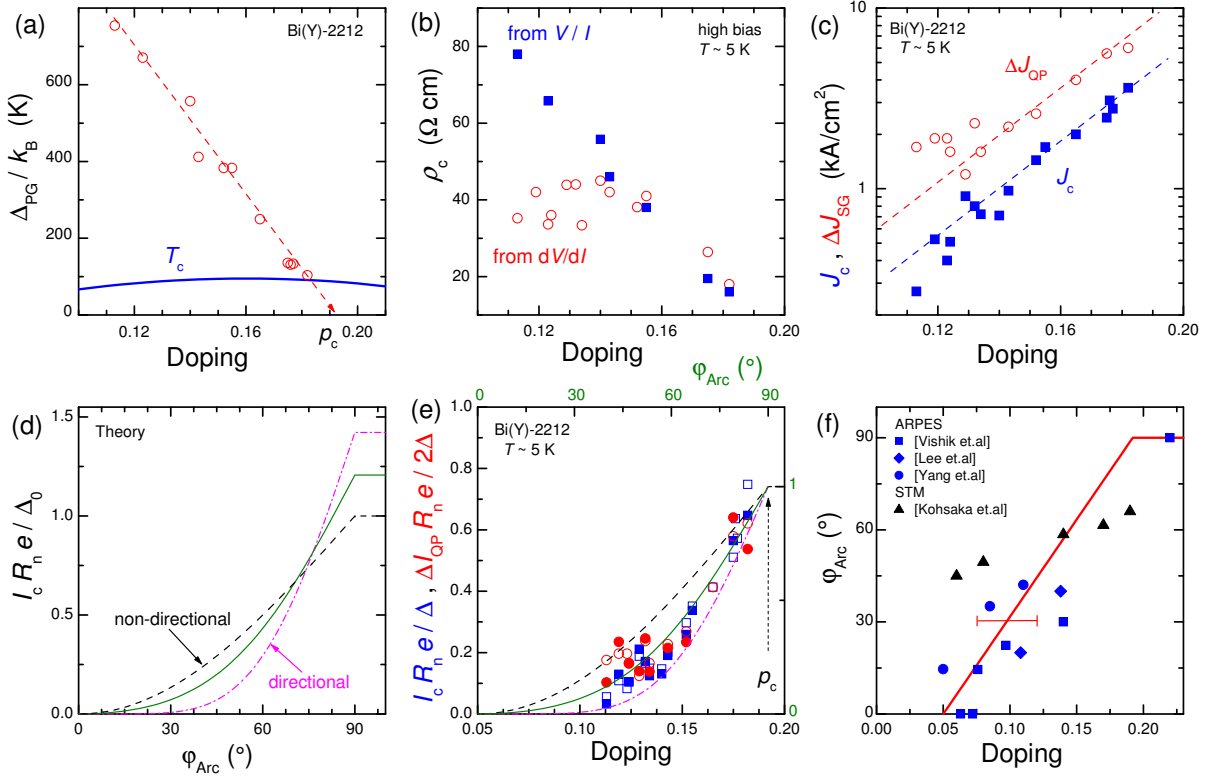 (a)
Bi(Y)-2212
Δ_PG / k_B (K)
600
400
200
0
T_c
0.12
0.16
p_c
0.20
Doping
(b)
from V / I
high bias
T ~ 5 K
ρ_c (Ω cm)
80
60
40
20
from dV/dI
0.12
0.16
0.20
Doping
(c)
Bi(Y)-2212
T ~ 5 K
ΔJ_QP
J_c
J_c , ΔJ_SG (kA/cm²)
10
1
0.12
0.16
0.20
Doping
(d)
Theory
I_c R_n e / Δ_0
1.5
1.0
0.5
0.0
non-directional
directional
0
30
60
90
φ_Arc (°)
(e)
φ_Arc (°)
0
30
60
90
Bi(Y)-2212
T ~ 5 K
I_c R_n e / Δ , ΔI_QP R_n e / 2Δ
1.0
0.8
0.6
0.4
0.2
0.0
1
0
p_c
0.05
0.10
0.15
0.20
Doping
(f)
ARPES
[Vishik et.al]
[Lee et.al]
[Yang et.al]
STM
[Kohsaka et.al]
φ_Arc (°)
90
60
30
0
0.00
0.05
0.10
0.15
0.20
Doping